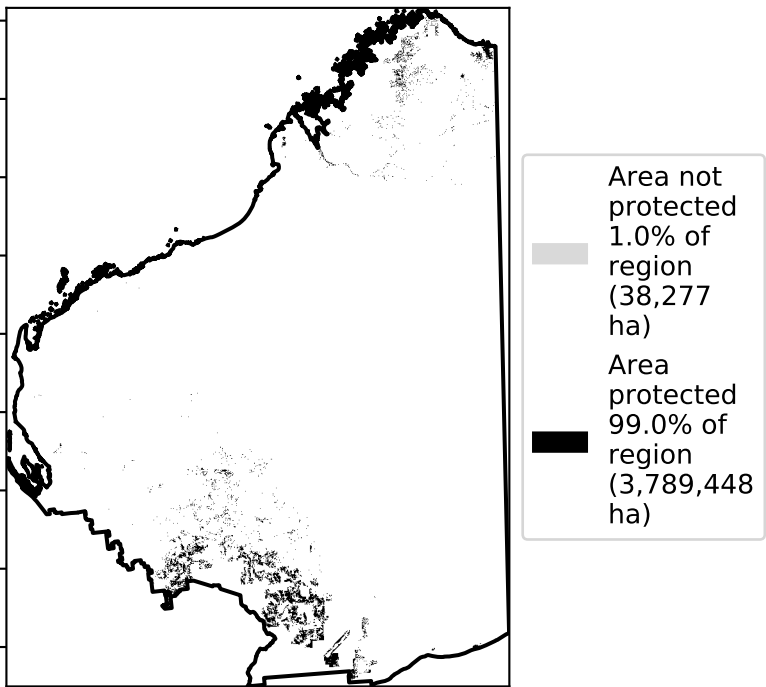 Area not
protected
1.0% of
region
(38,277
ha)
Area
protected
99.0% of
region
(3,789,448
ha)